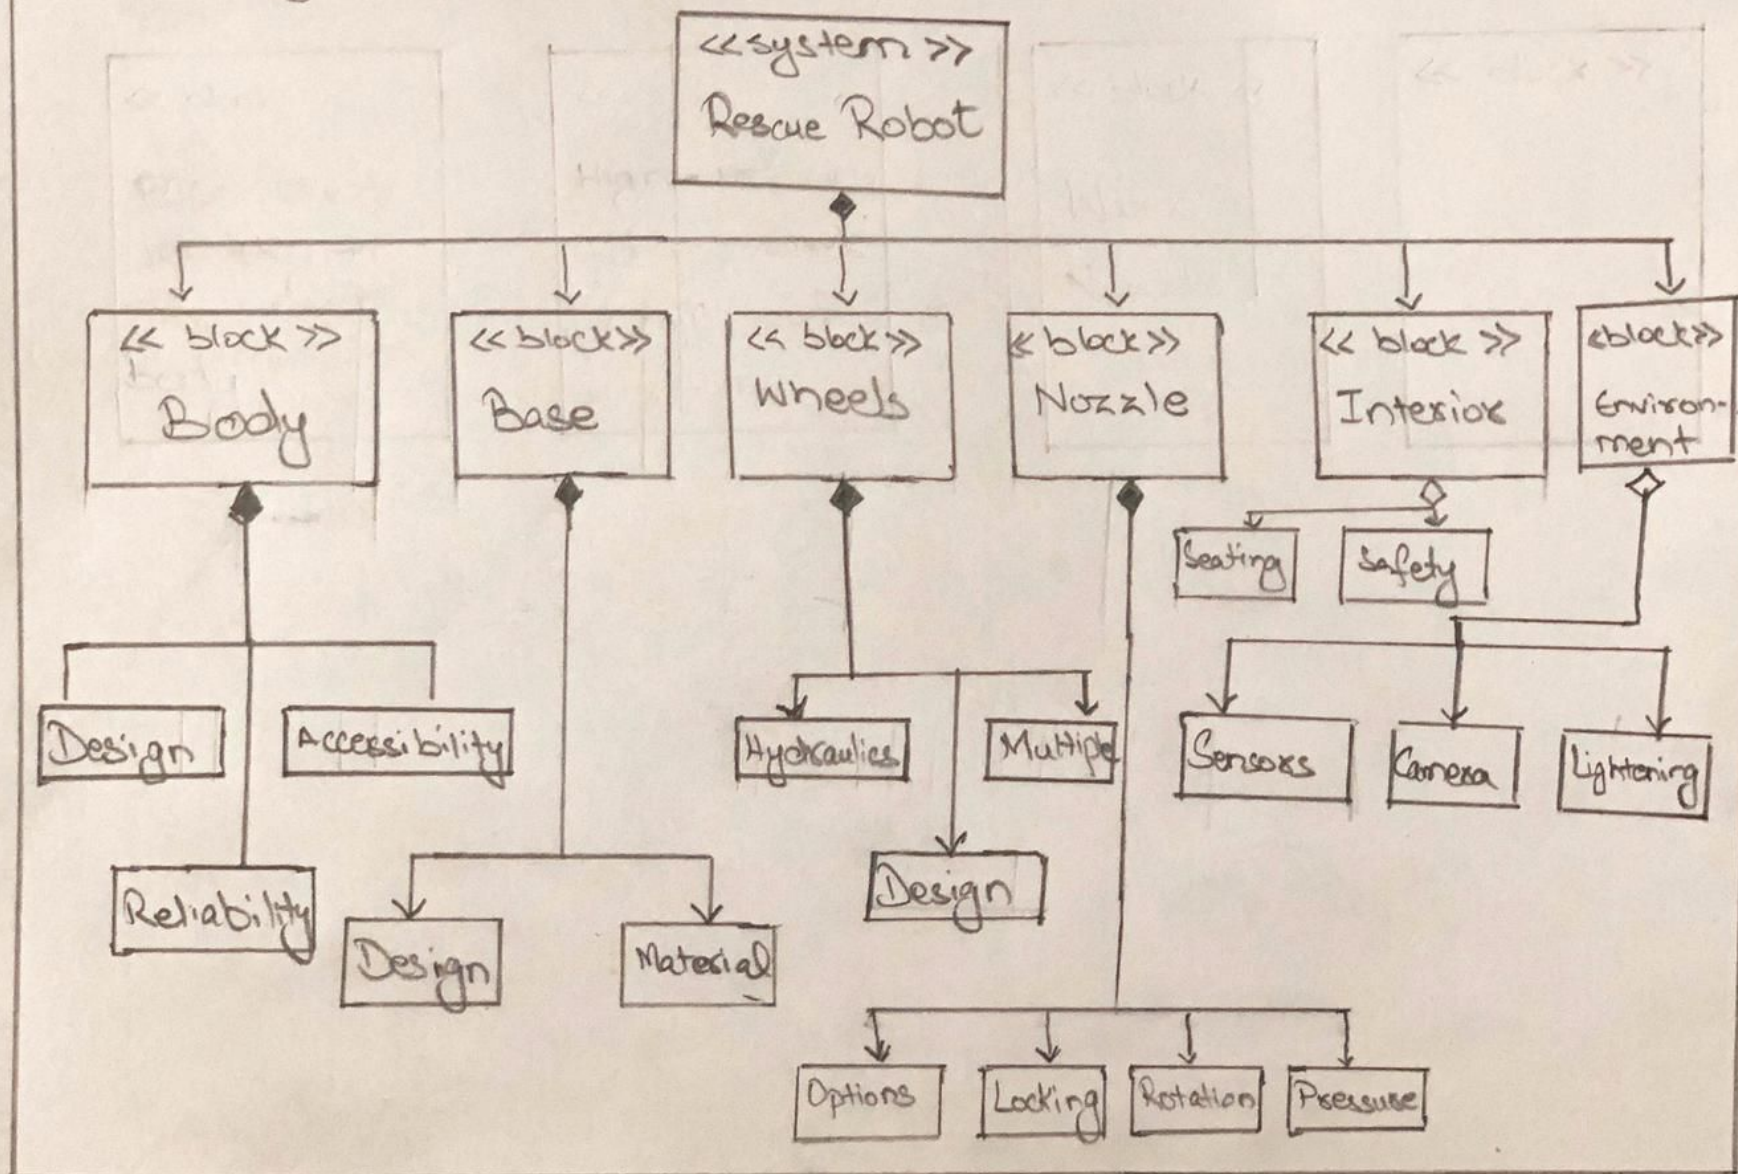 <<system>>
Rescue Robot
<< block >>
Body
<<block>>
Base
<< block >>
Wheels
<< block >>
Nozzle
<< block >>
Interior
<<block>>
Environ-
ment
Seating
Safety
Design
Accessibility
Hydraulics
Multiple
Sensors
Camera
Lightening
Reliability
Design
Material
Design
Options
Locking
Rotation
Pressure